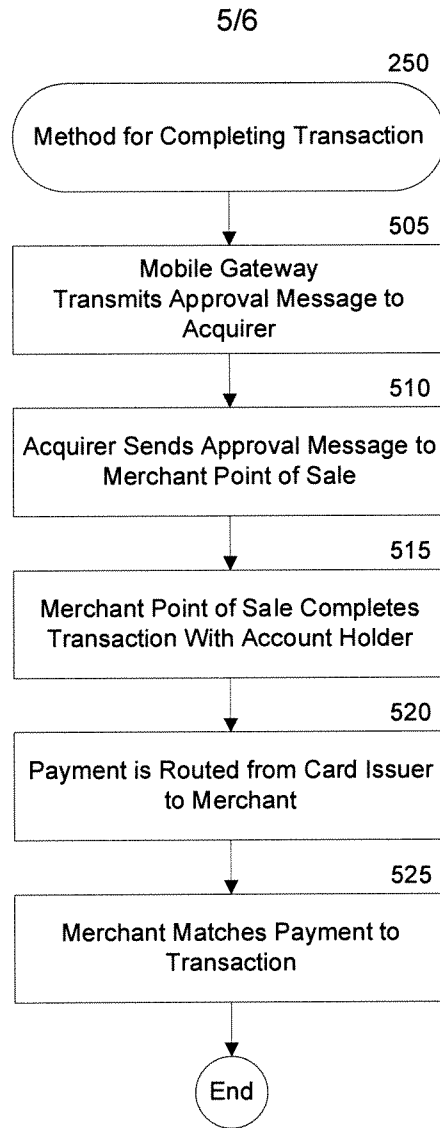 5/6
250
Method for Completing Transaction
505
Mobile Gateway
Transmits Approval Message to
Acquirer
510
Acquirer Sends Approval Message to
Merchant Point of Sale
515
Merchant Point of Sale Completes
Transaction With Account Holder
520
Payment is Routed from Card Issuer
to Merchant
525
Merchant Matches Payment to
Transaction
End